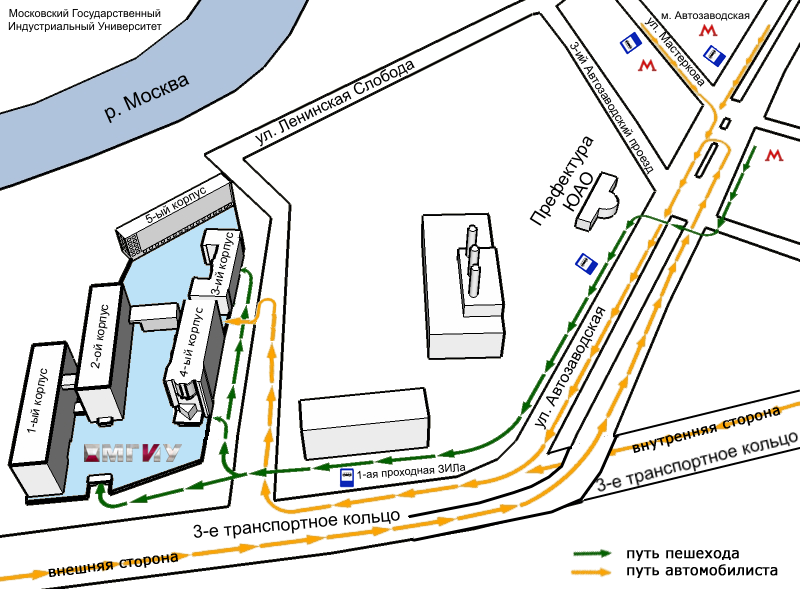 Московский Государственный
Индустриальный Университет
м. Автозаводская
ул. Мастеркова
р. Москва
ул. Ленинская Слобода
3-ий Автозаводский проезд
Префектура
ЮАО
5-ый корпус
3-ий корпус
2-ой корпус
4-ый корпус
1-ый корпус
МГИУ
ул. Автозаводская
1-ая проходная ЗИЛа
внутренняя сторона
3-е транспортное кольцо
3-е транспортное кольцо
внешняя сторона
путь пешехода
путь автомобилиста